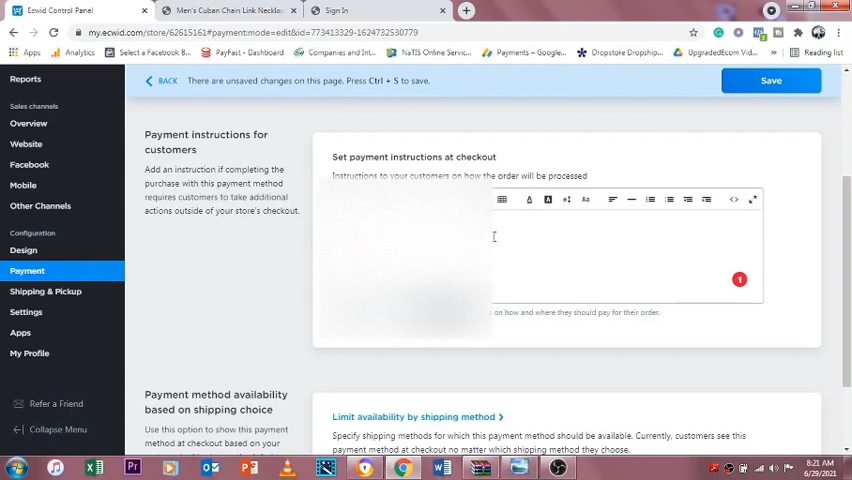 Ecwid Control Panel
Men's Cuban Chain Link Necklac
Sign In
my.ecwid.com/store/62615161#payment:mode=edit&id=773413329-1624732530779
Apps
Analytics
Select a Facebook B...
PayFast - Dashboard
Companies and Int...
NaTIS Online Servic...
Payments – Google...
Dropstore Dropship...
UpgradedEcom Vid...
Reading list
Reports
Sales channels
Overview
Website
Facebook
Mobile
Other Channels
Configuration
Design
Payment
Shipping & Pickup
Settings
Apps
My Profile
Refer a Friend
Collapse Menu
BACK
There are unsaved changes on this page. Press Ctrl + S to save.
Save
Payment instructions for
customers
Add an instruction if completing the
purchase with this payment method
requires customers to take additional
actions outside of your store's checkout.
Set payment instructions at checkout
Instructions to your customers on how the order will be processed
A
A
Aa
<>
1
on how and where they should pay for their order.
Payment method availability
based on shipping choice
Use this option to show this payment
method at checkout based on your
Limit availability by shipping method
Specify shipping methods for which this payment method should be available. Currently, customers see this
payment method at checkout no matter which shipping method they choose.
8:21 AM
6/29/2021